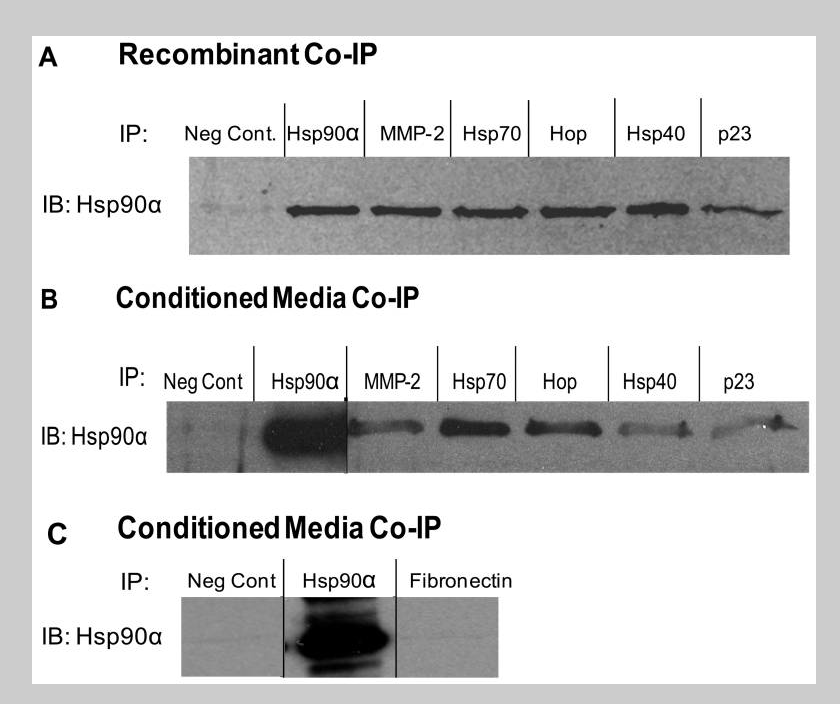 A Recombinant Co-IP
IP: Neg Cont. Hsp90α MMP-2 Hsp70 Hop Hsp40 p23
IB: Hsp90α
B Conditioned Media Co-IP
IP: Neg Cont Hsp90α MMP-2 Hsp70 Hop Hsp40 p23
IB: Hsp90α
C Conditioned Media Co-IP
IP: Neg Cont Hsp90α Fibronectin
IB: Hsp90α